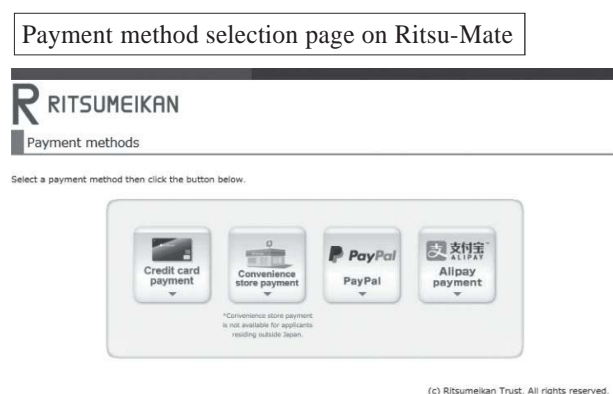 Payment method selection page on Ritsu-Mate
RITSUMEIKAN
Payment methods
Select a payment method then click the button below.
Credit card
payment
Convenience
store payment
*Convenience store payment
is not available for applicants
residing outside Japan.
PayPal
PayPal
支付宝
ALIPAY
Alipay
payment
(c) Ritsumeikan Trust. All rights reserved.